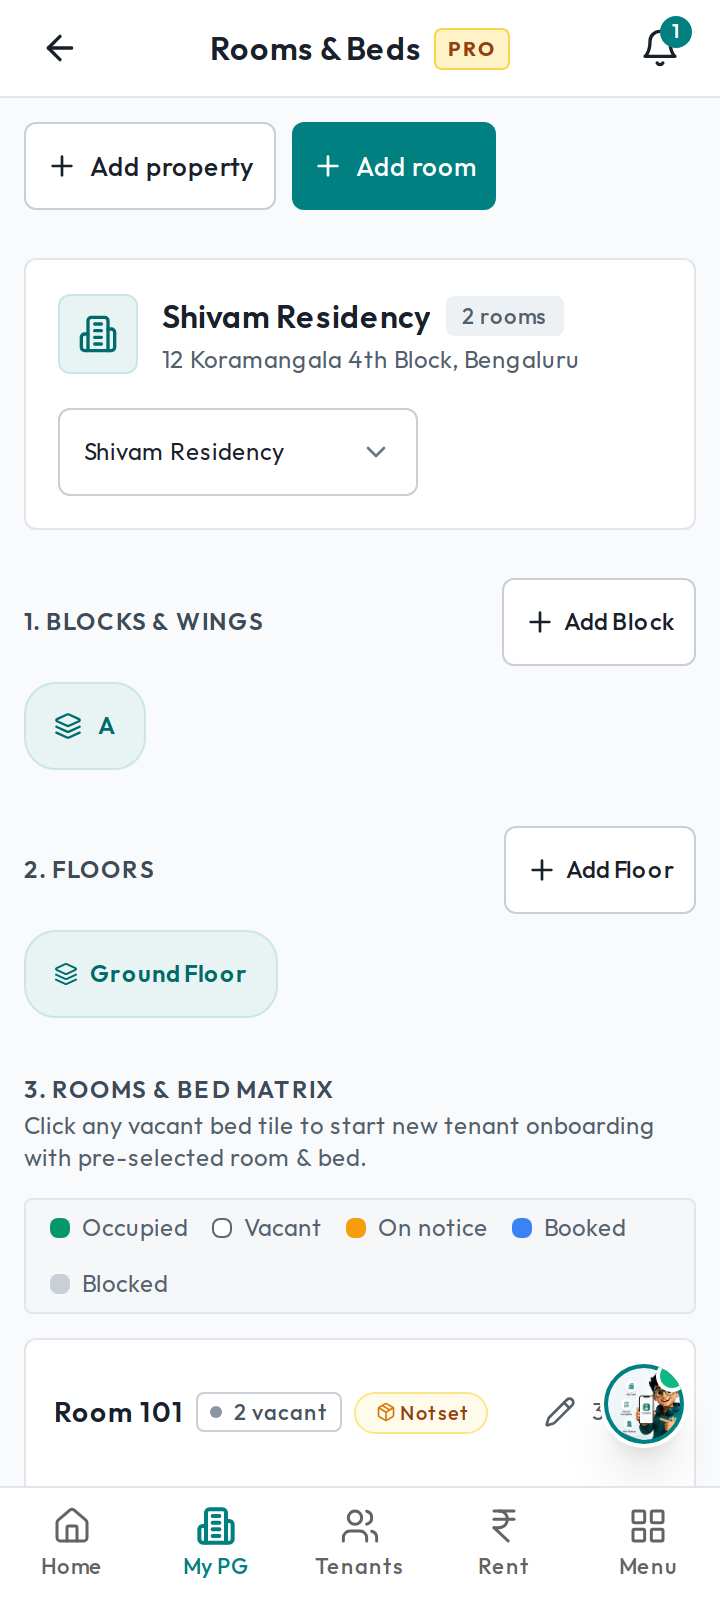 Rooms & Beds PRO
1
Add property
Add room
Shivam Residency 2 rooms
12 Koramangala 4th Block, Bengaluru
Shivam Residency
1. BLOCKS & WINGS
Add Block
A
2. FLOORS
Add Floor
Ground Floor
3. ROOMS & BED MATRIX
Click any vacant bed tile to start new tenant onboarding
with pre-selected room & bed.
Occupied Vacant On notice Booked
Blocked
Room 101 2 vacant Not set
Home My PG Tenants Rent Menu